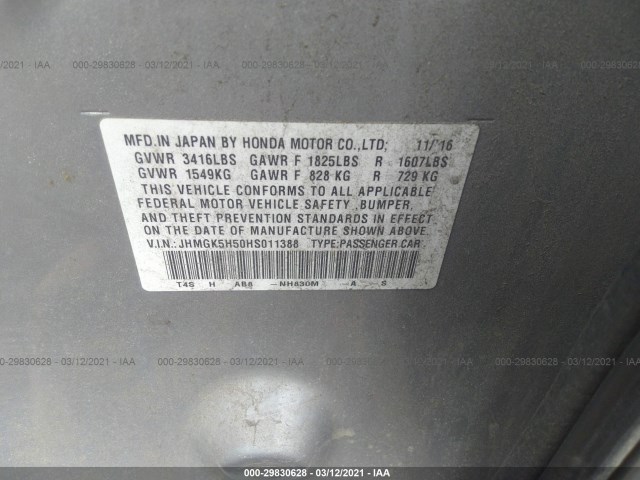 000-29830628 - 03/12/2021 - IAA
MFD.IN JAPAN BY HONDA MOTOR CO.,LTD; 11/'16
GVWR 3416LBS GAWR F 1825LBS R 1607LBS
GVWR 1549KG GAWR F 828 KG R 729 KG
THIS VEHICLE CONFORMS TO ALL APPLICABLE
FEDERAL MOTOR VEHICLE SAFETY ,BUMPER,
AND THEFT PREVENTION STANDARDS IN EFFECT
ON THE DATE OF MANUFACTURE SHOWN ABOVE.
V.I.N.: JHMGK5H50HS011388 TYPE:PASSENGER CAR
T4S H AB8 -NH830M -A S
000-29830628 - 03/12/2021 - IAA
000-29830628 - 03/12/2021 - IAA